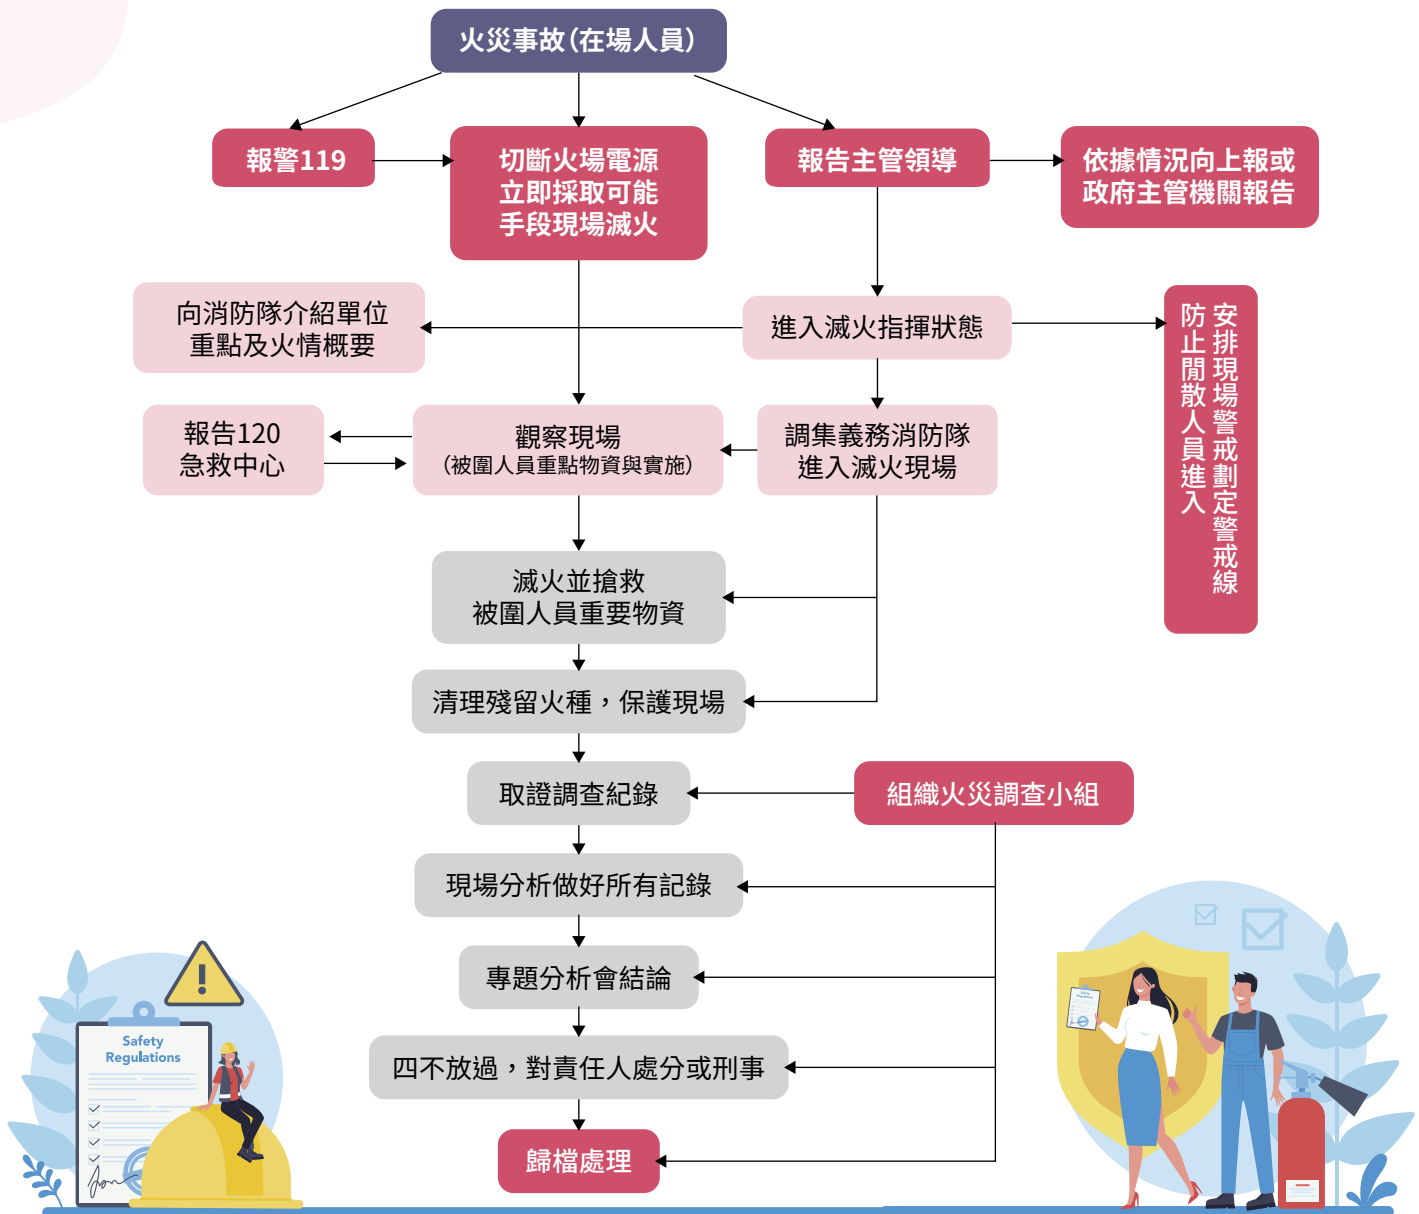 火災事故(在場人員)
報警119
切斷火場電源
立即採取可能
手段現場滅火
報告主管領導
依據情況向上報或
政府主管機關報告
向消防隊介紹單位
重點及火情概要
進入滅火指揮狀態
安排現場警戒劃定警戒線
防止閒散人員進入
報告120
急救中心
觀察現場
(被圍人員重點物資與實施)
調集義務消防隊
進入滅火現場
滅火並搶救
被圍人員重要物資
清理殘留火種，保護現場
取證調查紀錄
組織火災調查小組
現場分析做好所有記錄
專題分析會結論
四不放過，對責任人處分或刑事
歸檔處理
Safety
Regulations